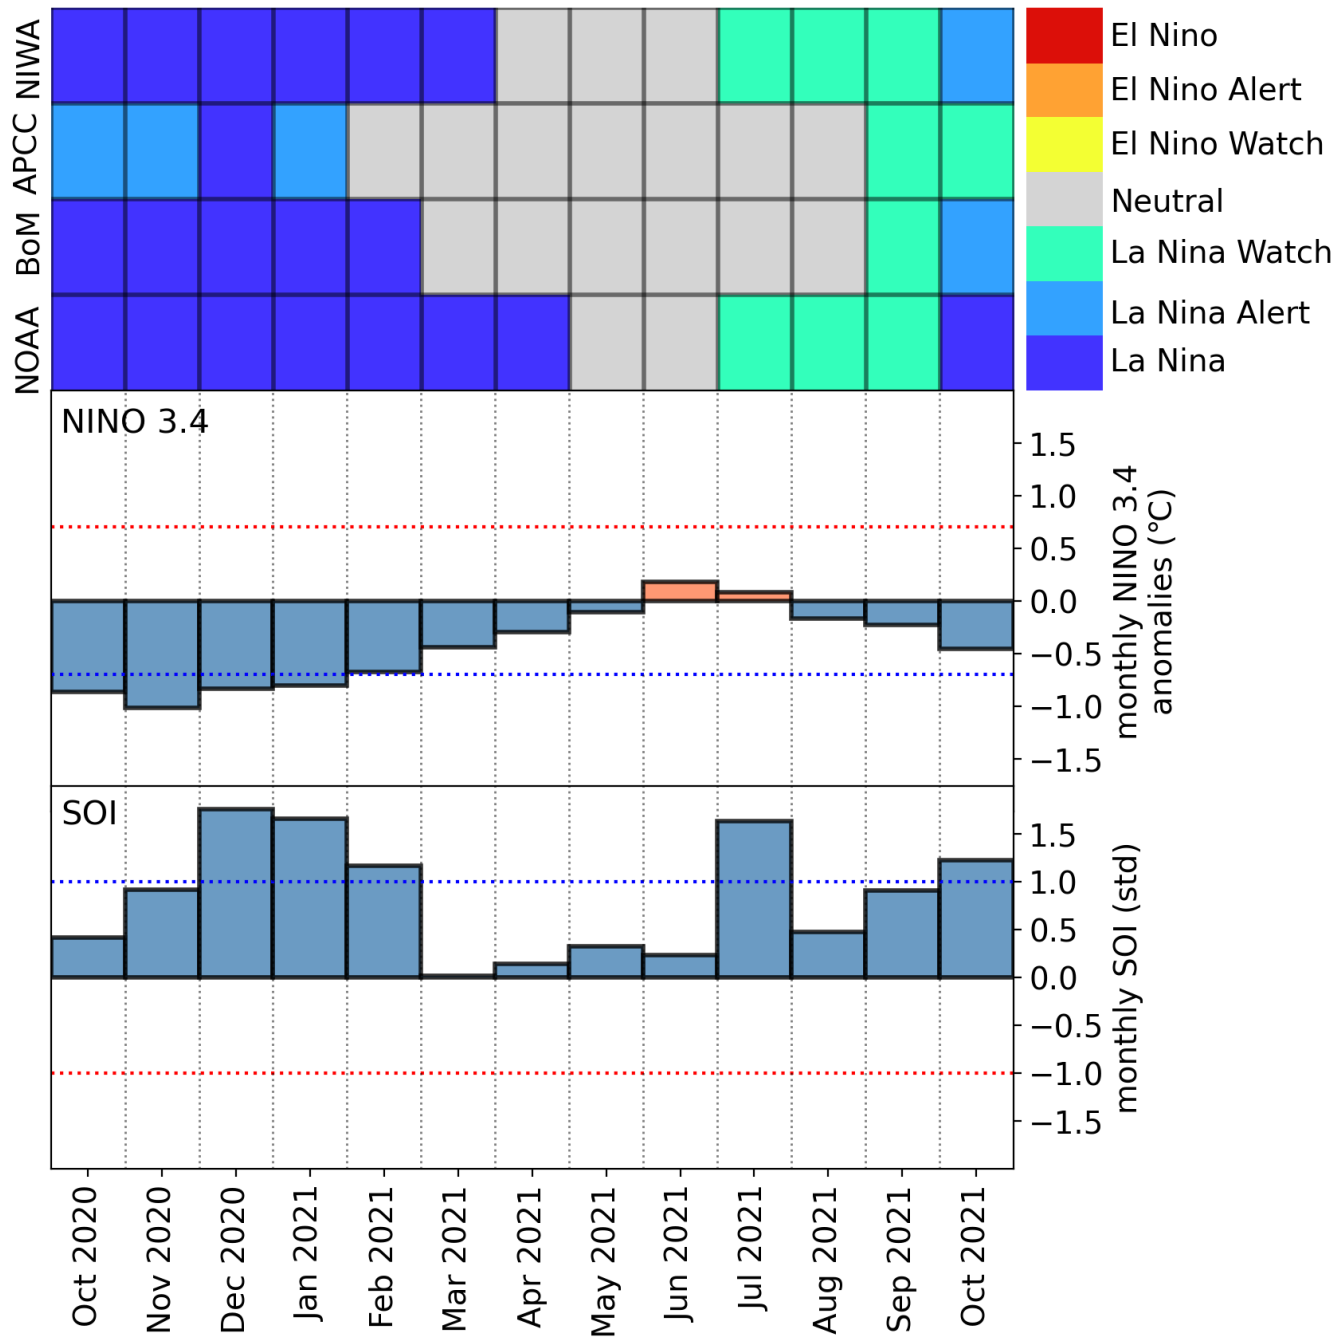 NIWA
APCC
BoM
NOAA
El Nino
El Nino Alert
El Nino Watch
Neutral
La Nina Watch
La Nina Alert
La Nina
NINO 3.4
1.5
1.0
0.5
0.0
−0.5
−1.0
−1.5
monthly NINO 3.4
anomalies (°C)
SOI
1.5
1.0
0.5
0.0
−0.5
−1.0
−1.5
monthly SOI (std)
Oct 2020
Nov 2020
Dec 2020
Jan 2021
Feb 2021
Mar 2021
Apr 2021
May 2021
Jun 2021
Jul 2021
Aug 2021
Sep 2021
Oct 2021